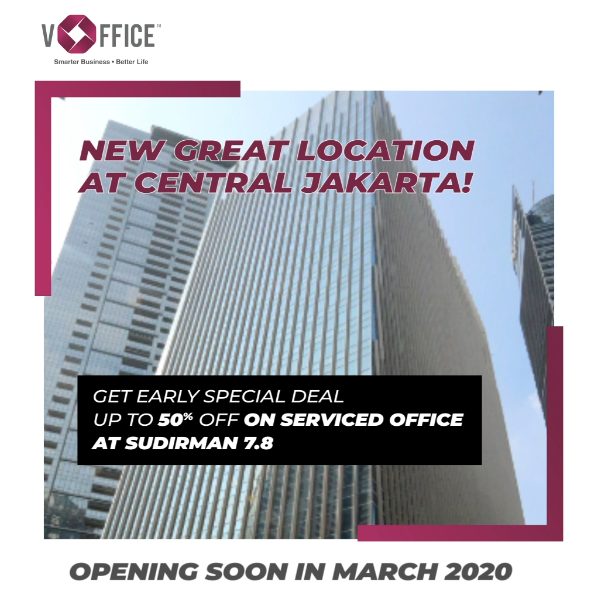 VOFFICE™
Smarter Business • Better Life
NEW GREAT LOCATION
AT CENTRAL JAKARTA!
GET EARLY SPECIAL DEAL
UP TO 50% OFF ON SERVICED OFFICE
AT SUDIRMAN 7.8
OPENING SOON IN MARCH 2020